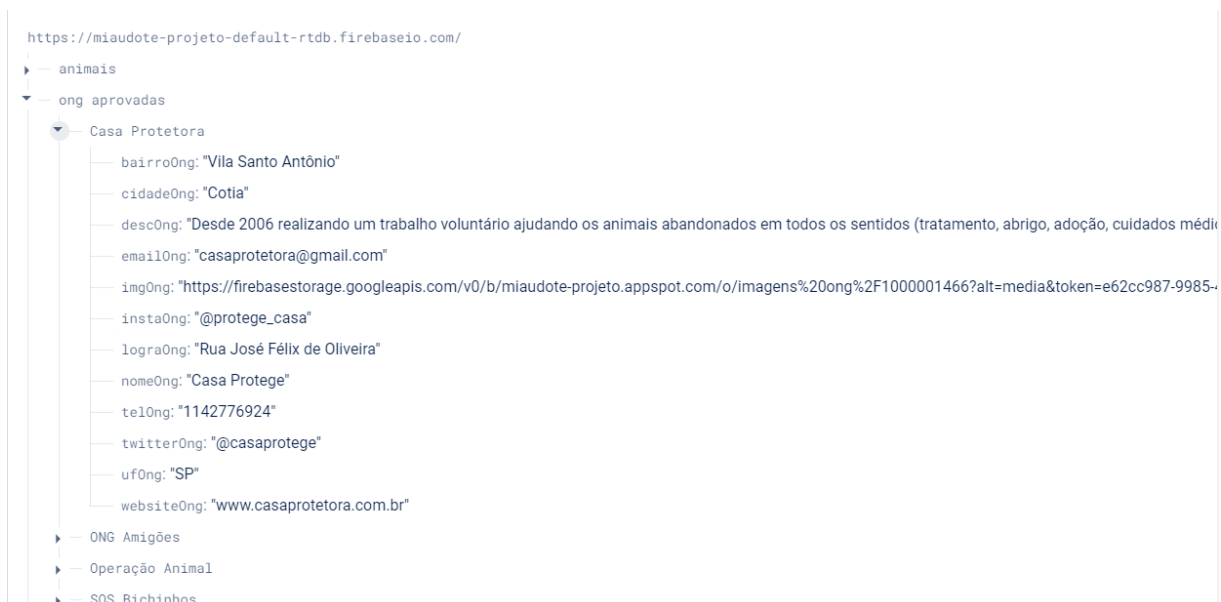 https://miaudote-projeto-default-rtdb.firebaseio.com/
animais
ong aprovadas
Casa Protetora
bairroOng: "Vila Santo Antônio"
cidadeOng: "Cotia"
descOng: "Desde 2006 realizando um trabalho voluntário ajudando os animais abandonados em todos os sentidos (tratamento, abrigo, adoção, cuidados médic
emailOng: "casaprotetora@gmail.com"
imgOng: "https://firebasestorage.googleapis.com/v0/b/miaudote-projeto.appspot.com/o/imagens%20ong%2F1000001466?alt=media&token=e62cc987-9985-4
instaOng: "@protege_casa"
lograOng: "Rua José Félix de Oliveira"
nomeOng: "Casa Protege"
telOng: "1142776924"
twitterOng: "@casaprotege"
ufOng: "SP"
websiteOng: "www.casaprotetora.com.br"
ONG Amigões
Operação Animal
SOS Bichinhos